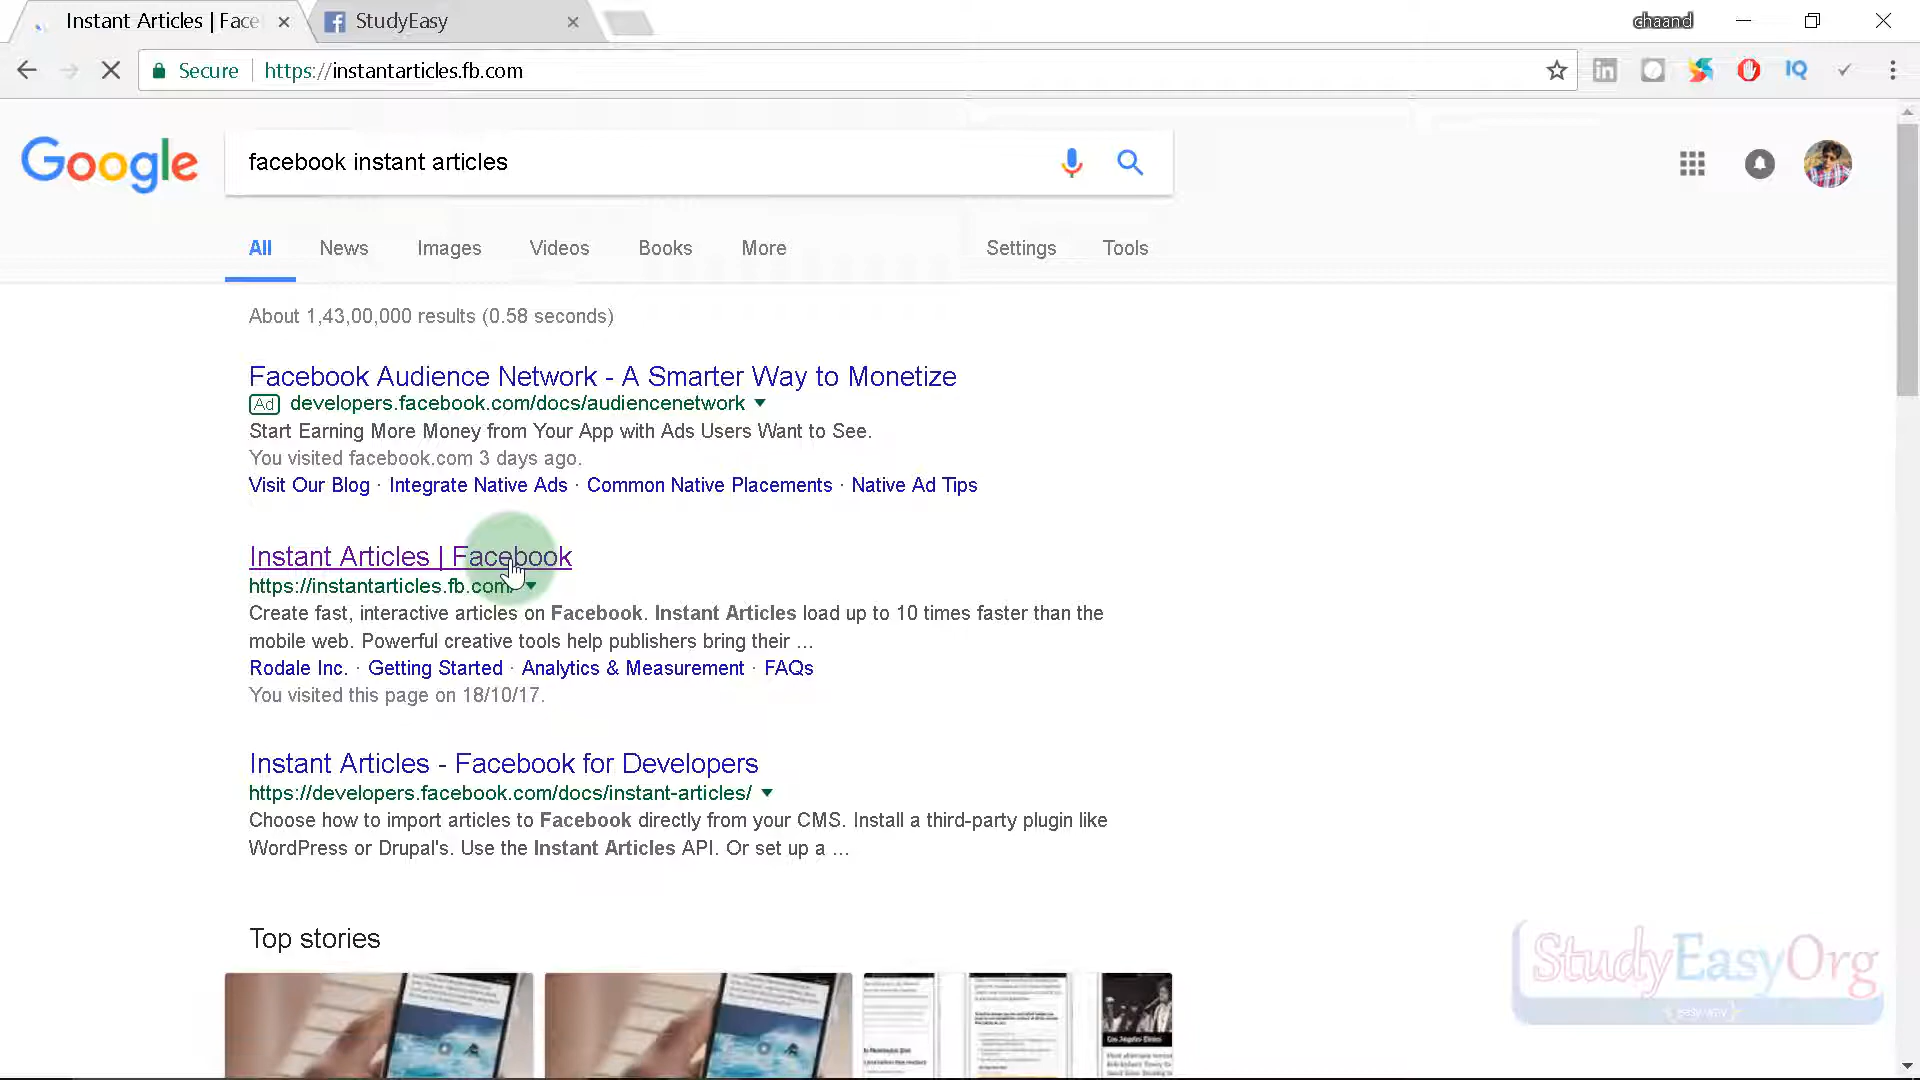 Instant Articles | Face
StudyEasy
chaand
Secure
https://instantarticles.fb.com
IQ
Google
facebook instant articles
All
News
Images
Videos
Books
More
Settings
Tools
About 1,43,00,000 results (0.58 seconds)
Facebook Audience Network - A Smarter Way to Monetize
Ad developers.facebook.com/docs/audiencenetwork
Start Earning More Money from Your App with Ads Users Want to See.
You visited facebook.com 3 days ago.
Visit Our Blog · Integrate Native Ads · Common Native Placements · Native Ad Tips
Instant Articles | Facebook
https://instantarticles.fb.com/
Create fast, interactive articles on Facebook. Instant Articles load up to 10 times faster than the
mobile web. Powerful creative tools help publishers bring their ...
Rodale Inc. · Getting Started · Analytics & Measurement · FAQs
You visited this page on 18/10/17.
Instant Articles - Facebook for Developers
https://developers.facebook.com/docs/instant-articles/
Choose how to import articles to Facebook directly from your CMS. Install a third-party plugin like
WordPress or Drupal's. Use the Instant Articles API. Or set up a ...
Top stories
StudyEasyOrg
easy way
Los Angeles Times